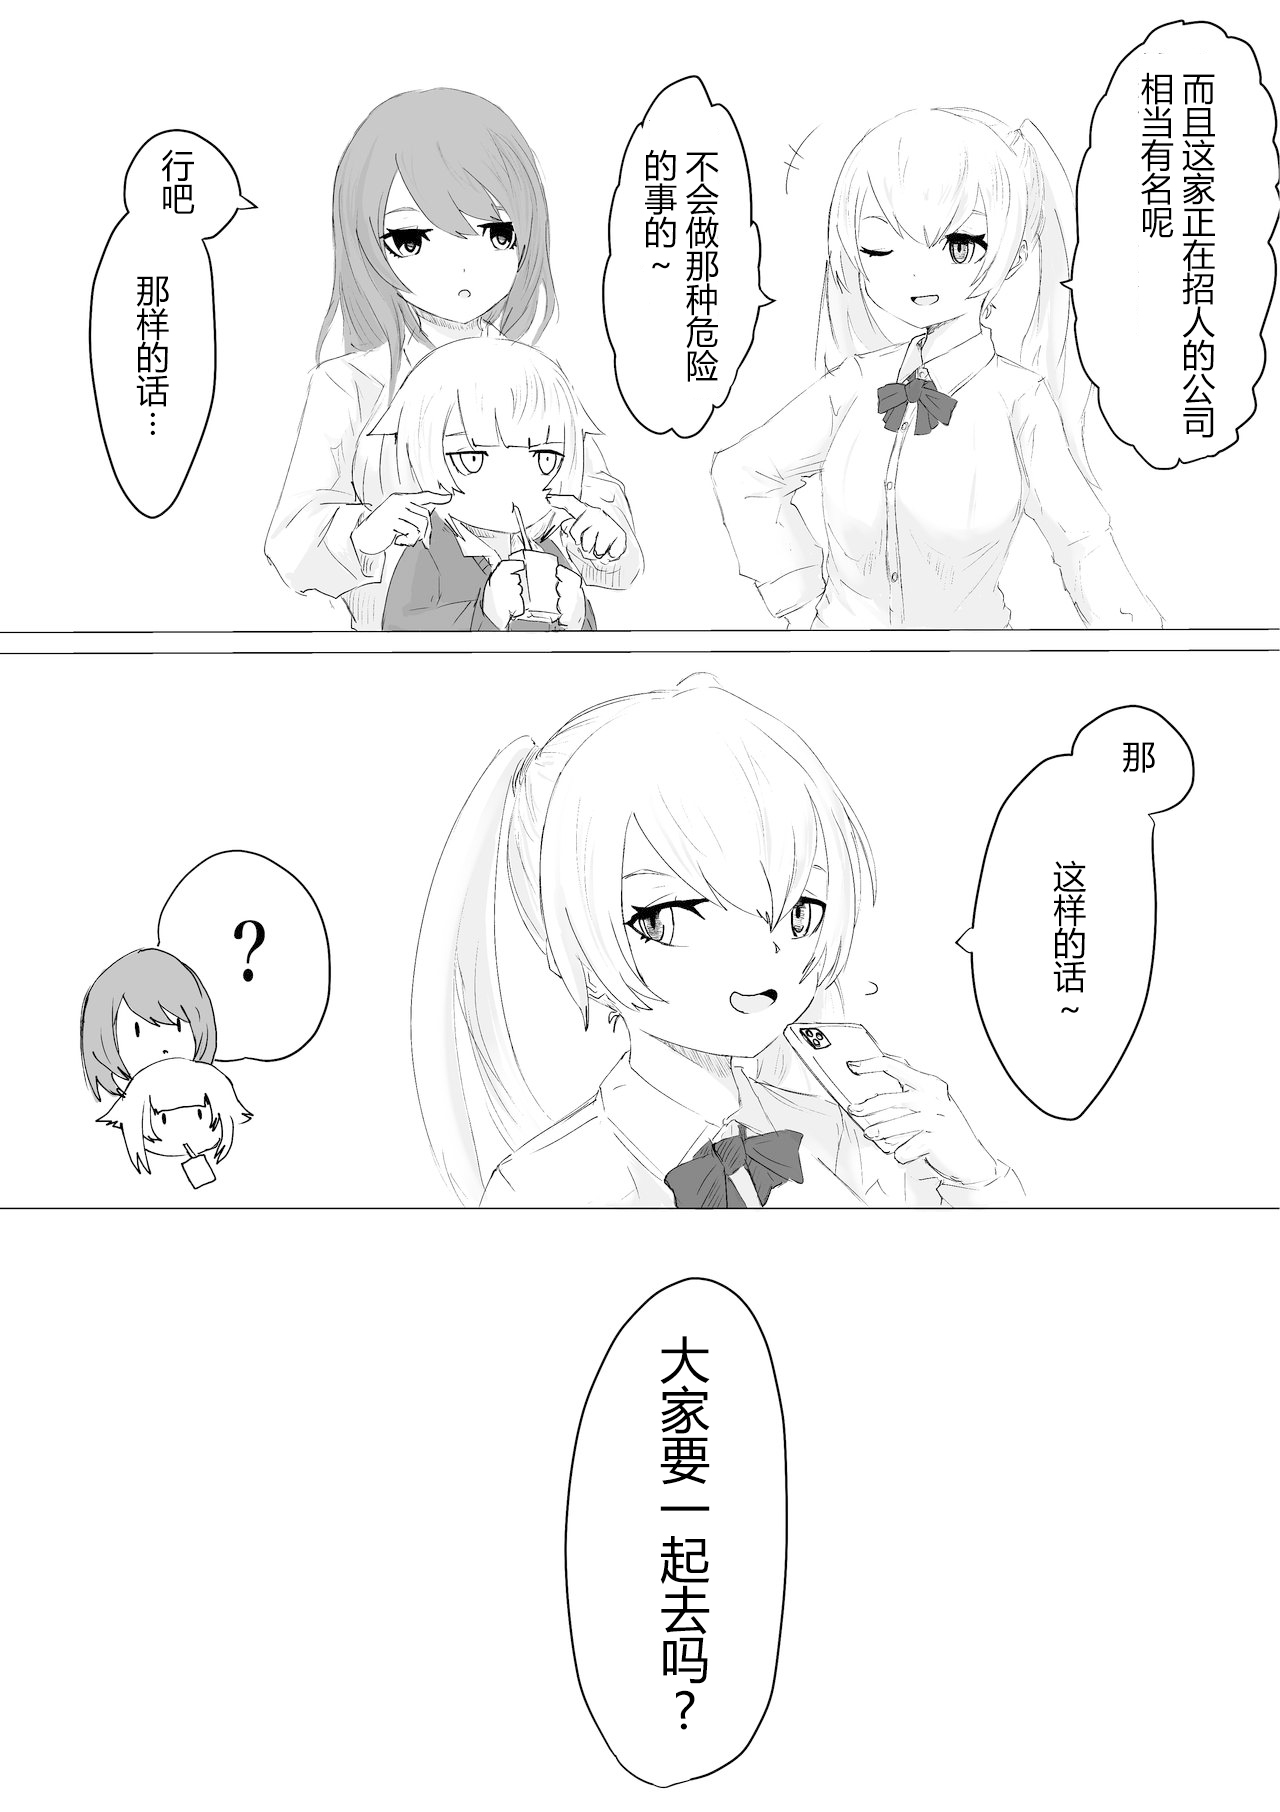 而且这家正在招人的公司
相当有名呢
不会做那种危险
的事的~
行吧
那样的话…
那
这样的话~
?
大家要一起去吗?